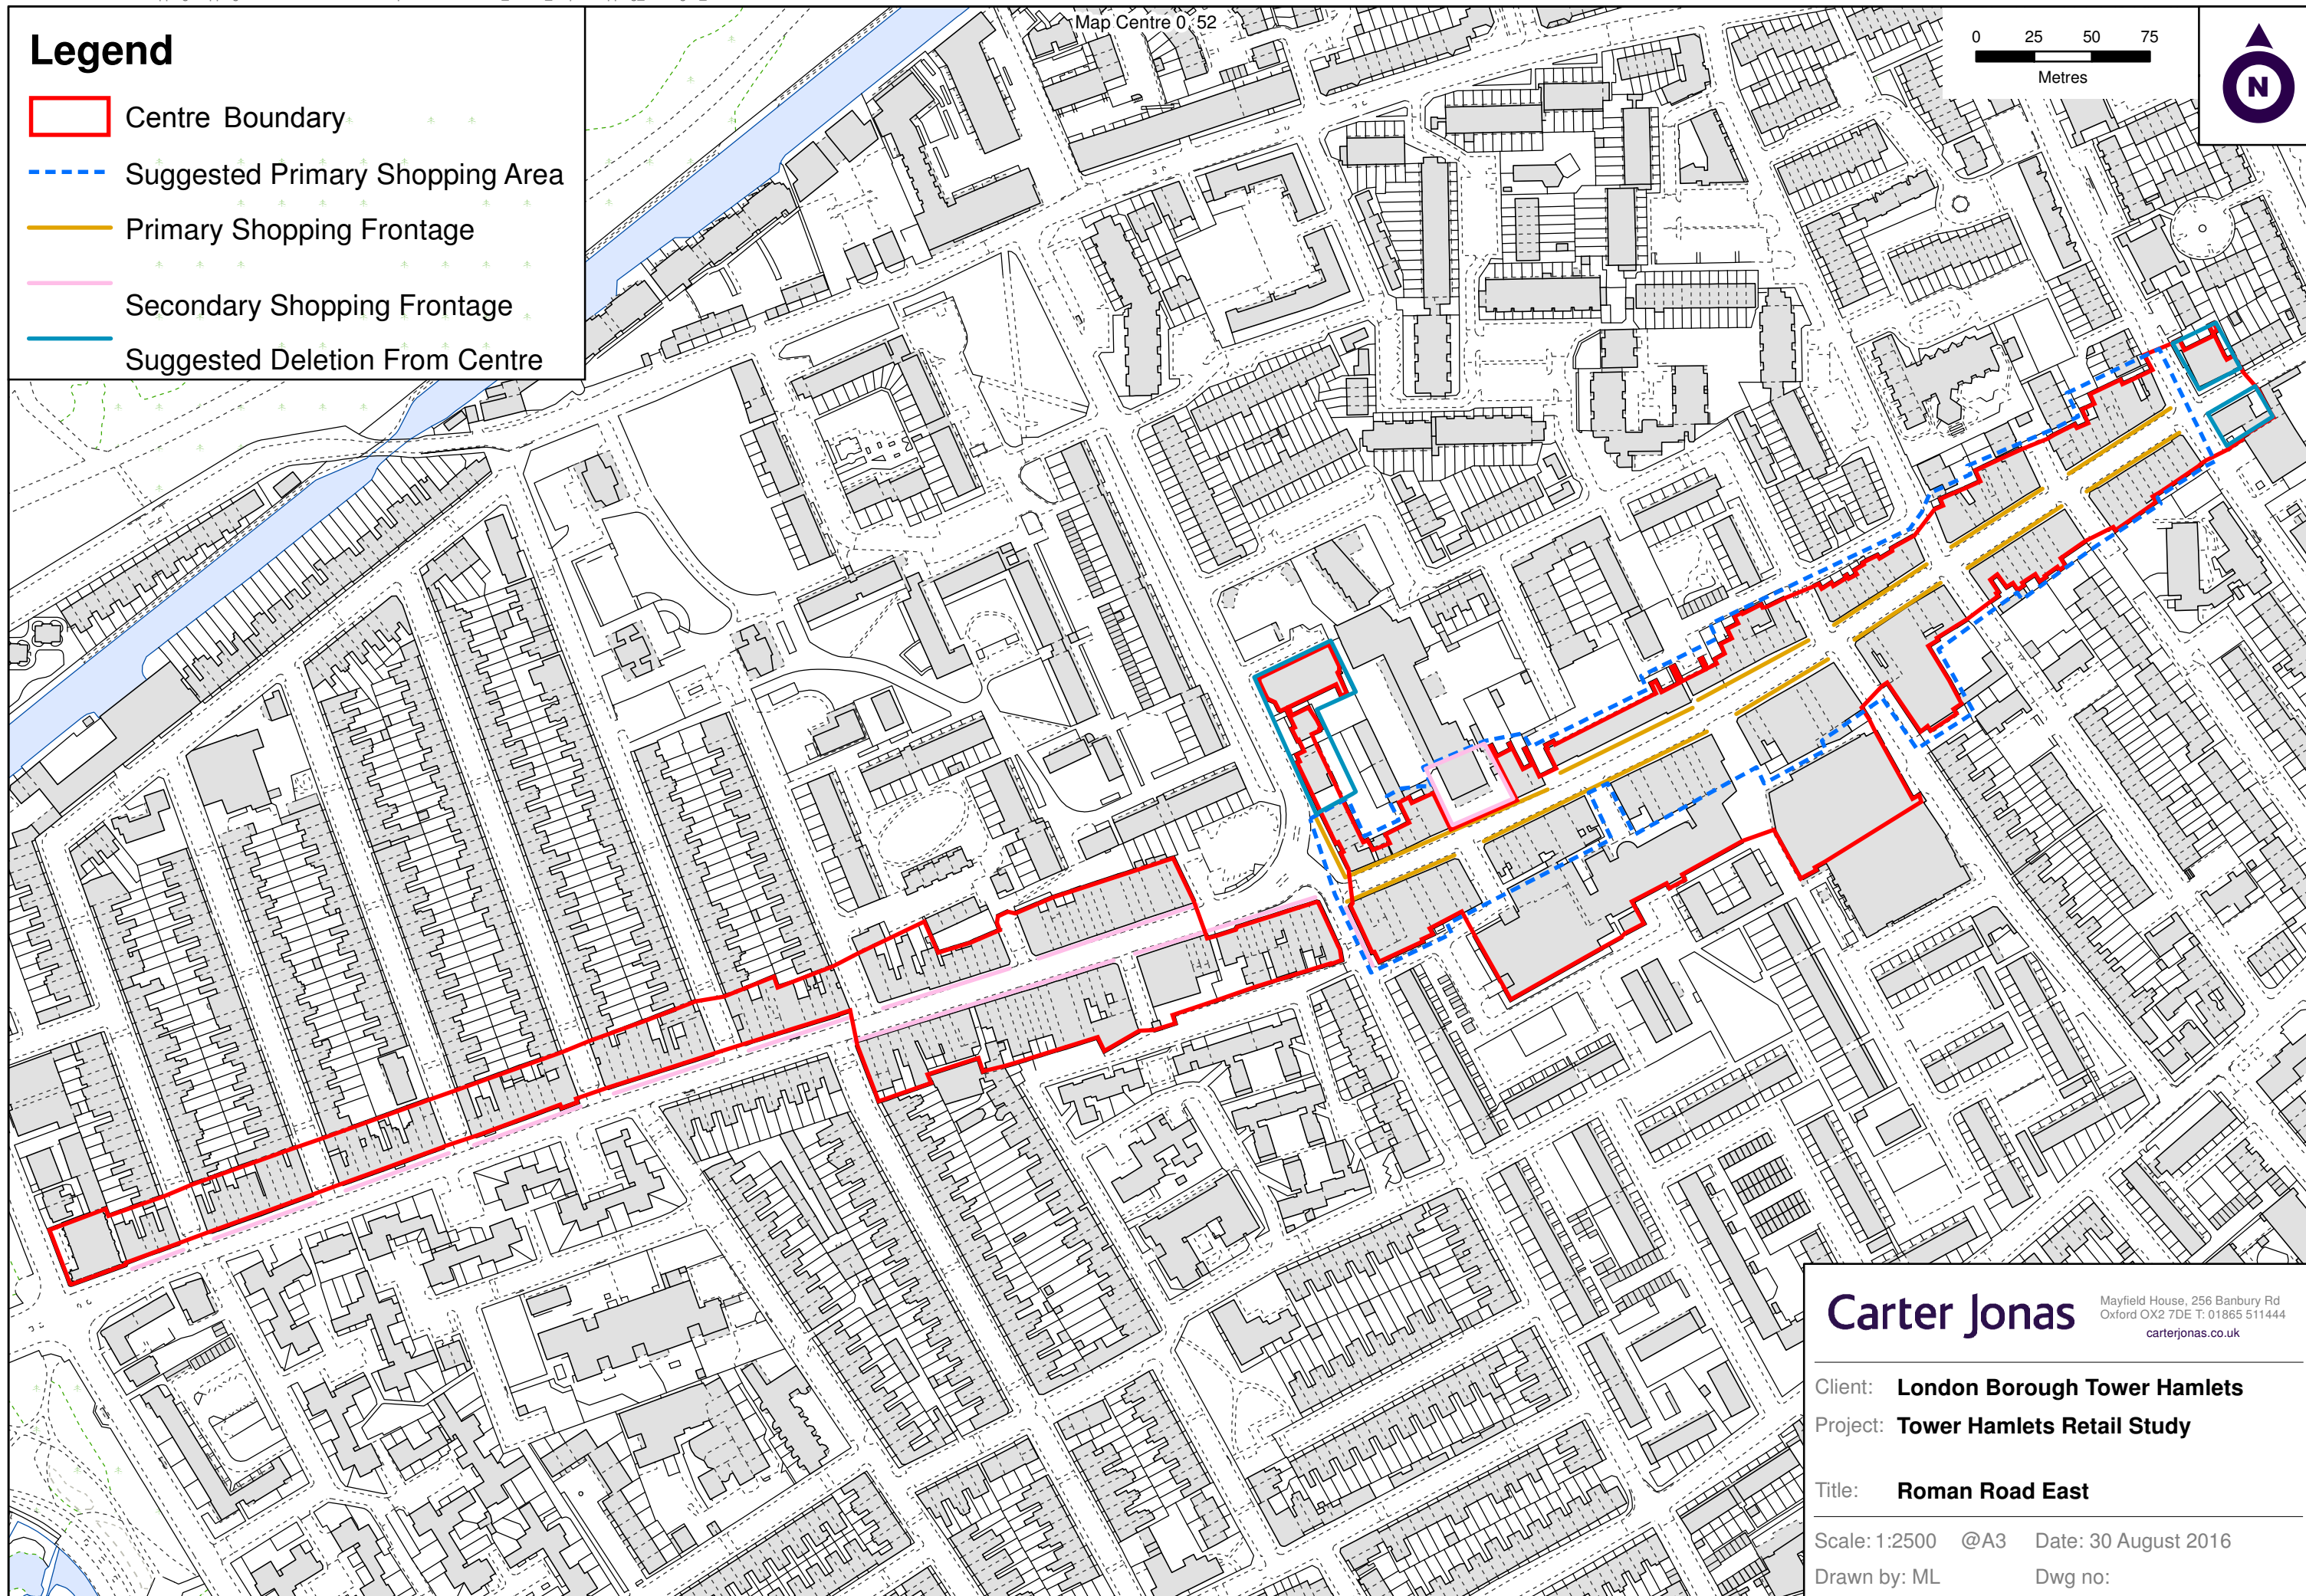 Map Centre 0, 52
Legend
Centre Boundary
Suggested Primary Shopping Area
Primary Shopping Frontage
Secondary Shopping Frontage
Suggested Deletion From Centre
0 25 50 75
Metres
N
Carter Jonas
Mayfield House, 256 Banbury Rd
Oxford OX2 7DE T: 01865 511444
carterjonas.co.uk
Client: London Borough Tower Hamlets
Project: Tower Hamlets Retail Study
Title: Roman Road East
Scale: 1:2500 @A3 Date: 30 August 2016
Drawn by: ML Dwg no: